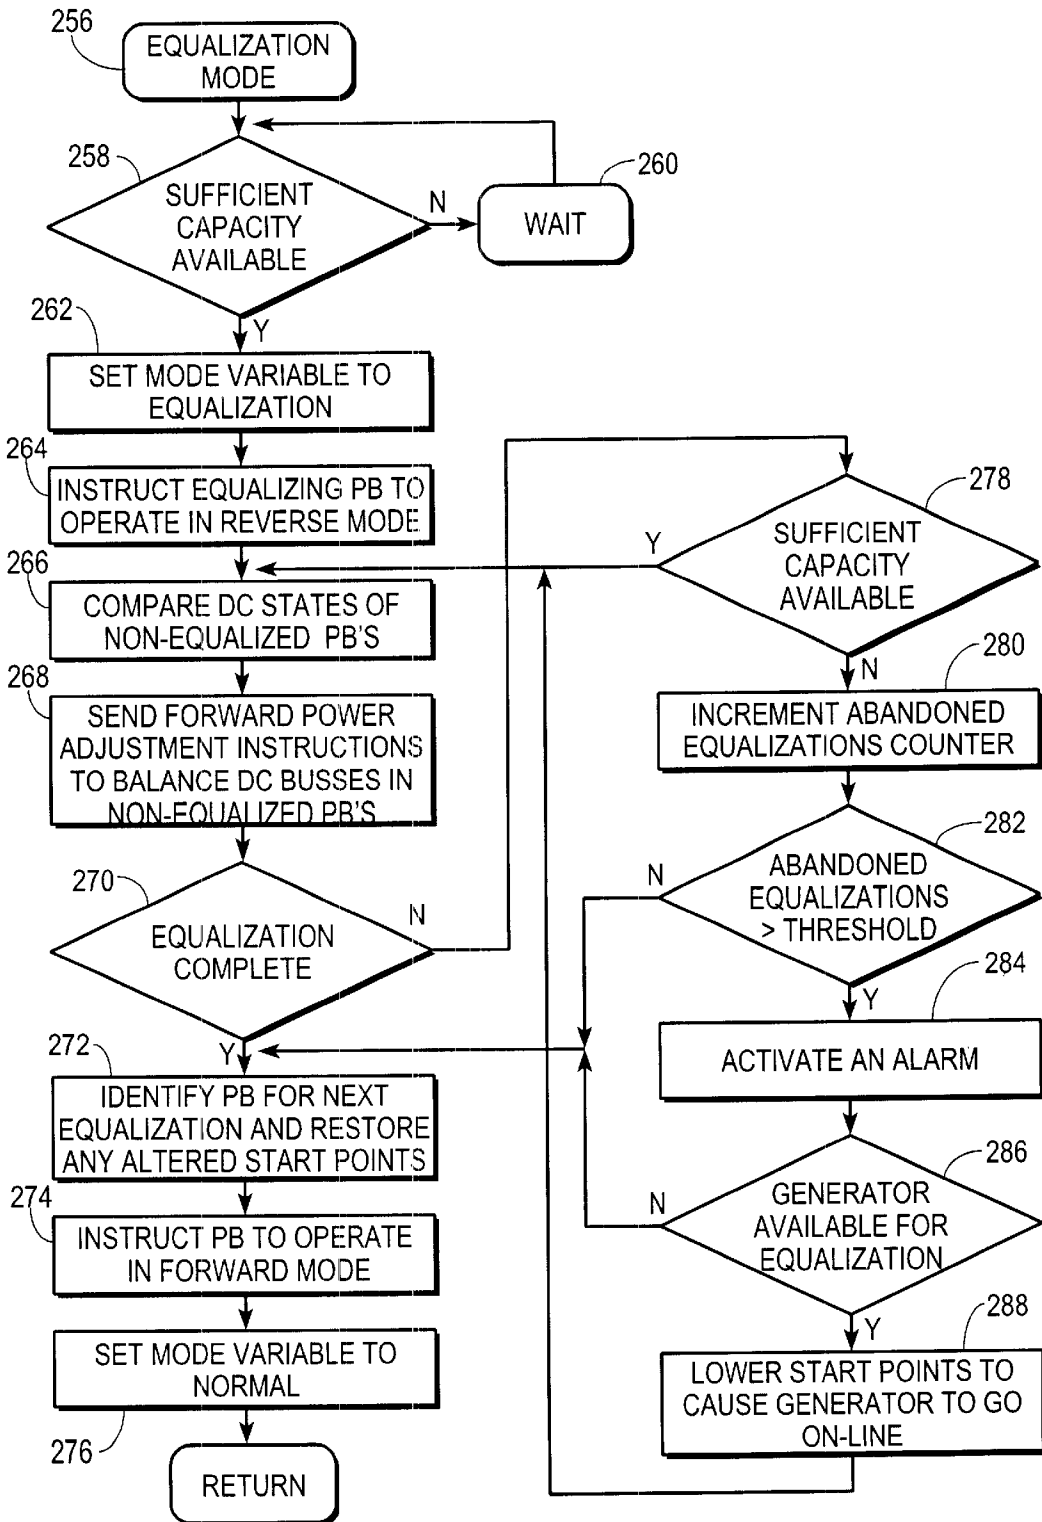 256
EQUALIZATION
MODE
258
SUFFICIENT
CAPACITY
AVAILABLE
N
260
WAIT
Y
262
SET MODE VARIABLE TO
EQUALIZATION
264
INSTRUCT EQUALIZING PB TO
OPERATE IN REVERSE MODE
266
COMPARE DC STATES OF
NON-EQUALIZED PB'S
268
SEND FORWARD POWER
ADJUSTMENT INSTRUCTIONS
TO BALANCE DC BUSSES IN
NON-EQUALIZED PB'S
270
EQUALIZATION
COMPLETE
N
Y
272
IDENTIFY PB FOR NEXT
EQUALIZATION AND RESTORE
ANY ALTERED START POINTS
274
INSTRUCT PB TO OPERATE
IN FORWARD MODE
SET MODE VARIABLE TO
NORMAL
276
RETURN
278
SUFFICIENT
CAPACITY
AVAILABLE
Y
N
280
INCREMENT ABANDONED
EQUALIZATIONS COUNTER
282
ABANDONED
EQUALIZATIONS
> THRESHOLD
N
Y
284
ACTIVATE AN ALARM
286
GENERATOR
AVAILABLE FOR
EQUALIZATION
N
Y
288
LOWER START POINTS TO
CAUSE GENERATOR TO GO
ON-LINE